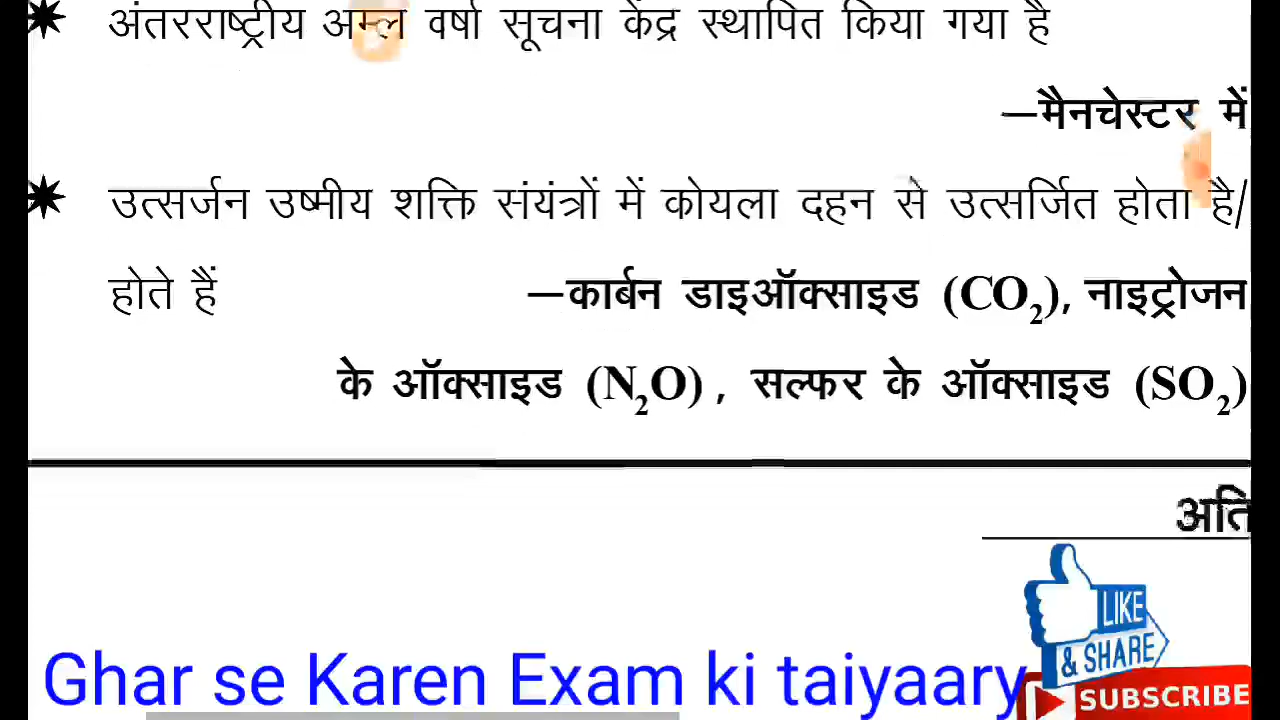 ✷ अंतरराष्ट्रीय अम्ल वर्षा सूचना केंद्र स्थापित किया गया है
—मैनचेस्टर में
✷ उत्सर्जन उष्मीय शक्ति संयंत्रों में कोयला दहन से उत्सर्जित होता है/
होते हैं —कार्बन डाइऑक्साइड (CO₂), नाइट्रोजन
के ऑक्साइड (N₂O), सल्फर के ऑक्साइड (SO₂)
अति
LIKE
& SHARE
Ghar se Karen Exam ki taiyaary
SUBSCRIBE